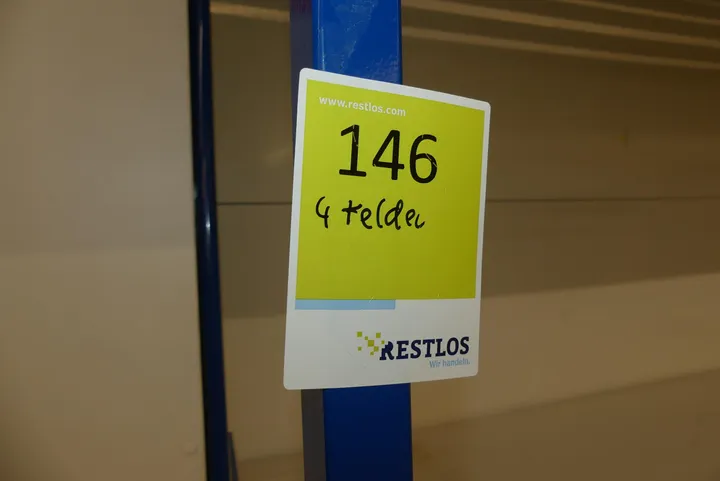 www.restlos.com
146
4 Felder
RESTLOS
Wir handeln.